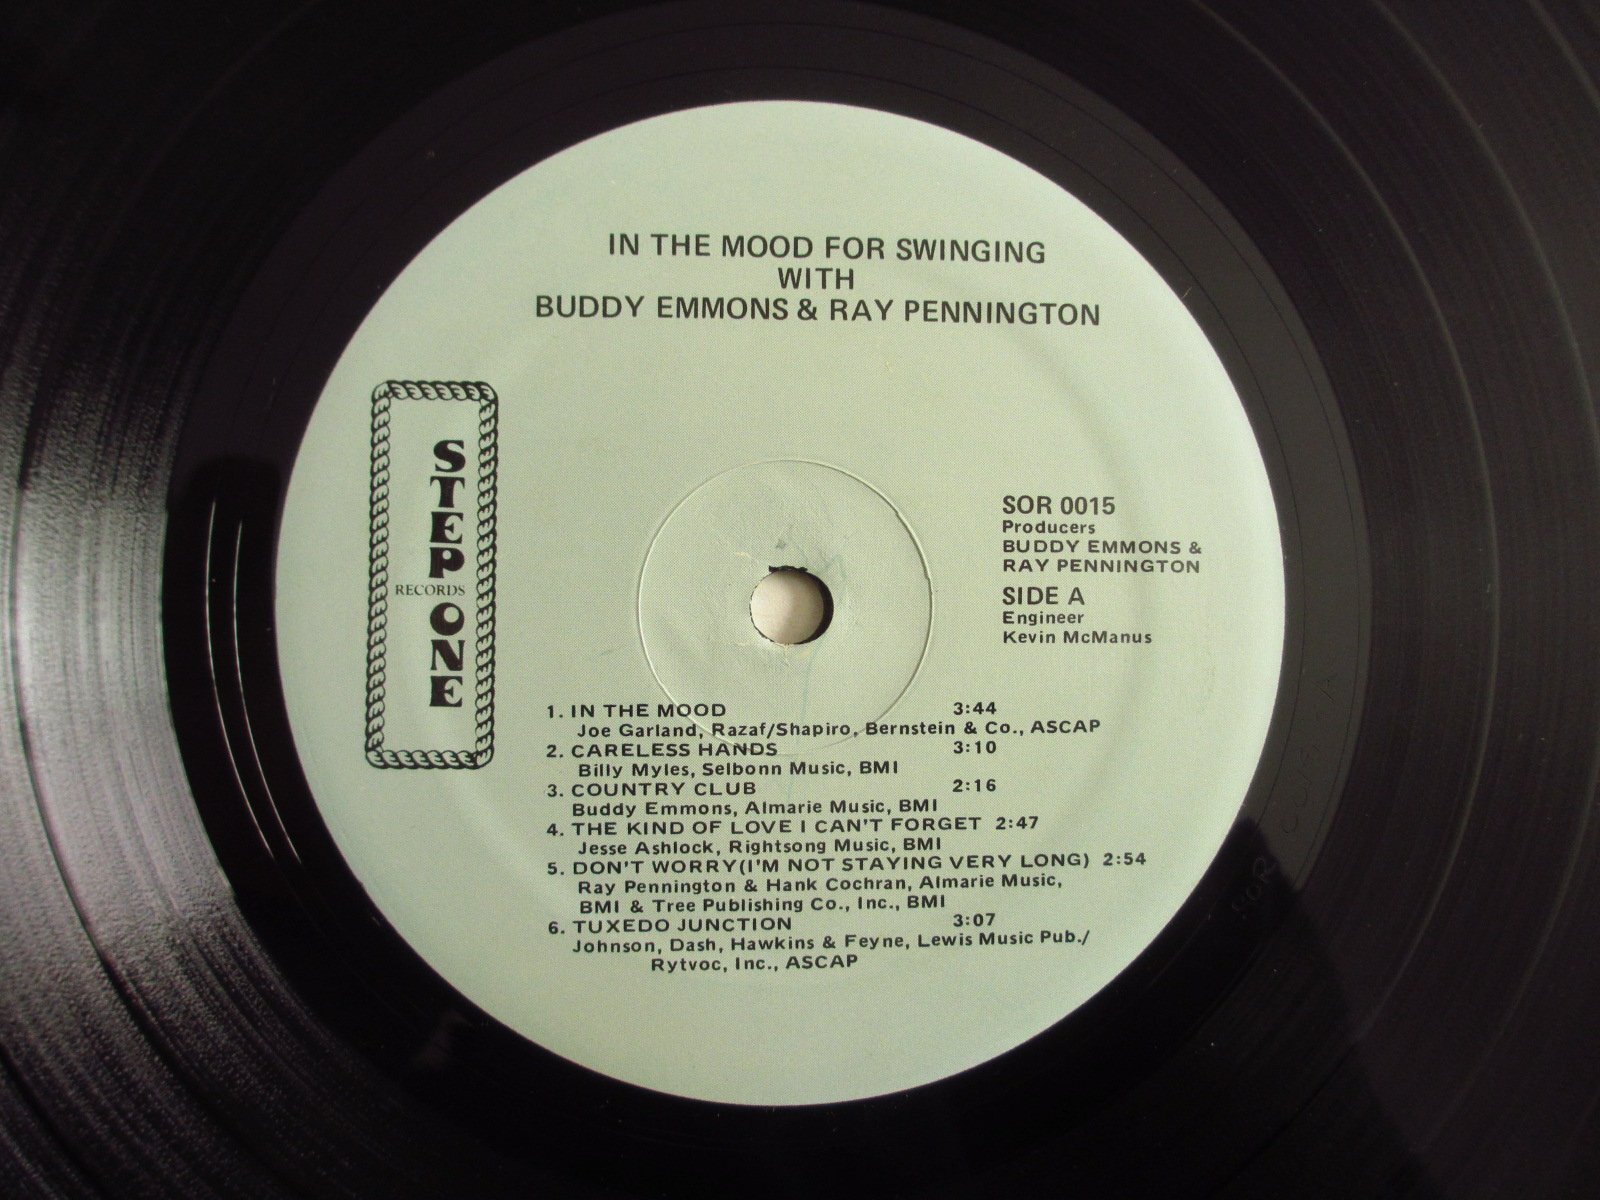 IN THE MOOD FOR SWINGING
WITH
BUDDY EMMONS & RAY PENNINGTON
STEP ONE
RECORDS
SOR 0015
Producers
BUDDY EMMONS &
RAY PENNINGTON
SIDE A
Engineer
Kevin McManus
1. IN THE MOOD 3:44
Joe Garland, Razaf/Shapiro, Bernstein & Co., ASCAP
2. CARELESS HANDS 3:10
Billy Myles, Selbonn Music, BMI
3. COUNTRY CLUB 2:16
Buddy Emmons, Almarie Music, BMI
4. THE KIND OF LOVE I CAN'T FORGET 2:47
Jesse Ashlock, Rightsong Music, BMI
5. DON'T WORRY(I'M NOT STAYING VERY LONG) 2:54
Ray Pennington & Hank Cochran, Almarie Music,
BMI & Tree Publishing Co., Inc., BMI
6. TUXEDO JUNCTION 3:07
Johnson, Dash, Hawkins & Feyne, Lewis Music Pub./
Rytvoc, Inc., ASCAP